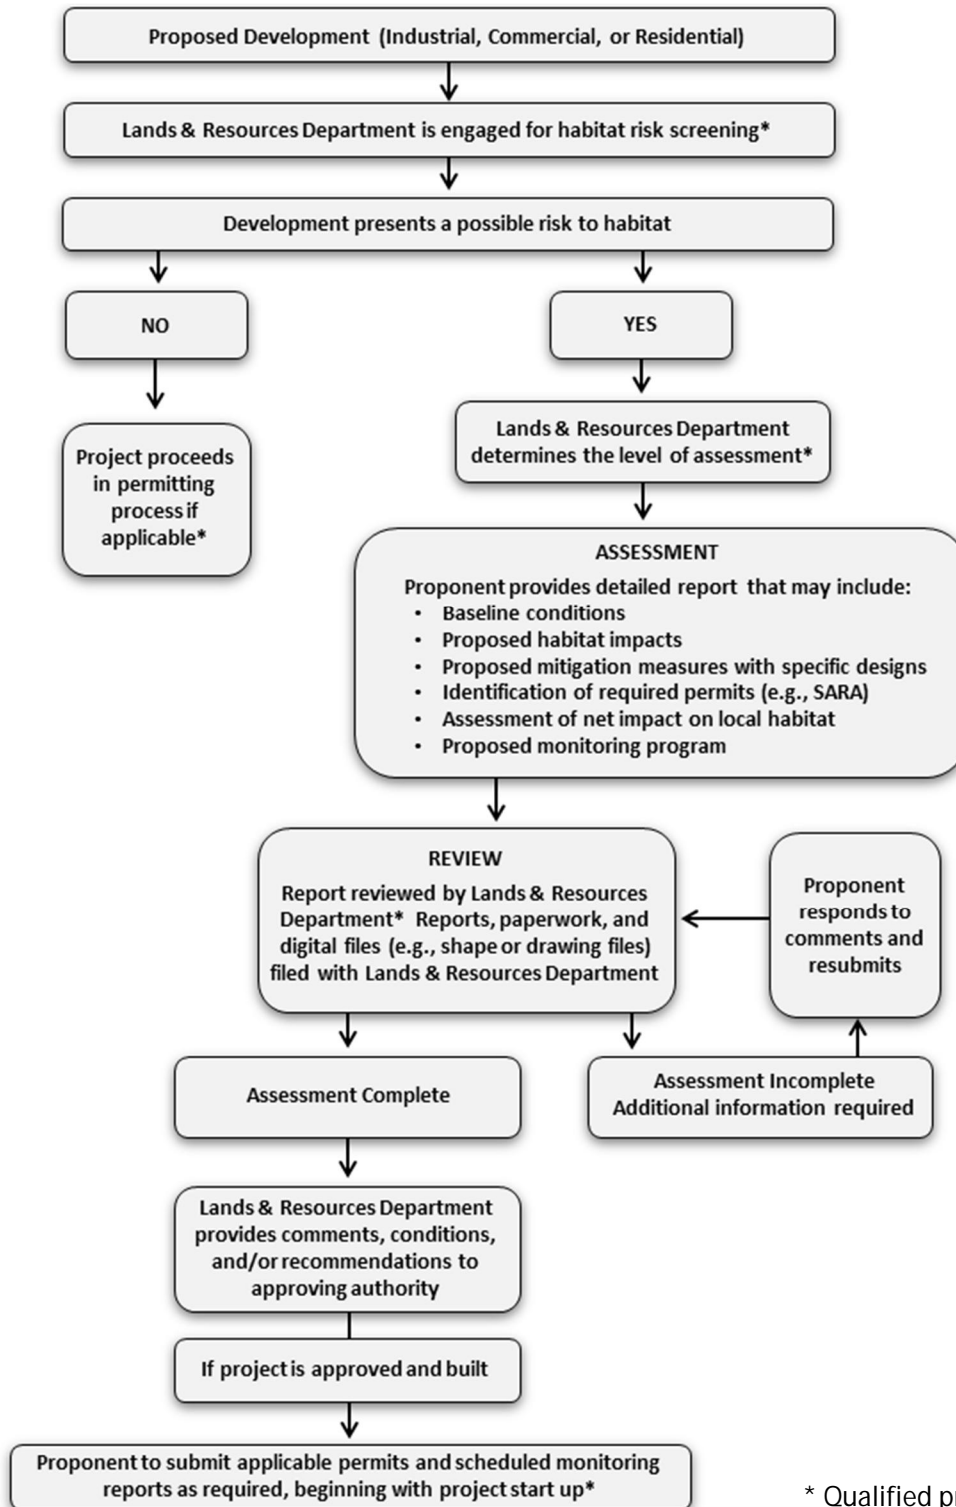 Proposed Development (Industrial, Commercial, or Residential)
Lands & Resources Department is engaged for habitat risk screening*
Development presents a possible risk to habitat
NO
YES
Project proceeds
in permitting
process if
applicable*
Lands & Resources Department
determines the level of assessment*
ASSESSMENT
Proponent provides detailed report that may include:
• Baseline conditions
• Proposed habitat impacts
• Proposed mitigation measures with specific designs
• Identification of required permits (e.g., SARA)
• Assessment of net impact on local habitat
• Proposed monitoring program
REVIEW
Report reviewed by Lands & Resources
Department* Reports, paperwork, and
digital files (e.g., shape or drawing files)
filed with Lands & Resources Department
Proponent
responds to
comments and
resubmits
Assessment Complete
Assessment Incomplete
Additional information required
Lands & Resources Department
provides comments, conditions,
and/or recommendations to
approving authority
If project is approved and built
Proponent to submit applicable permits and scheduled monitoring
reports as required, beginning with project start up*
* Qualified